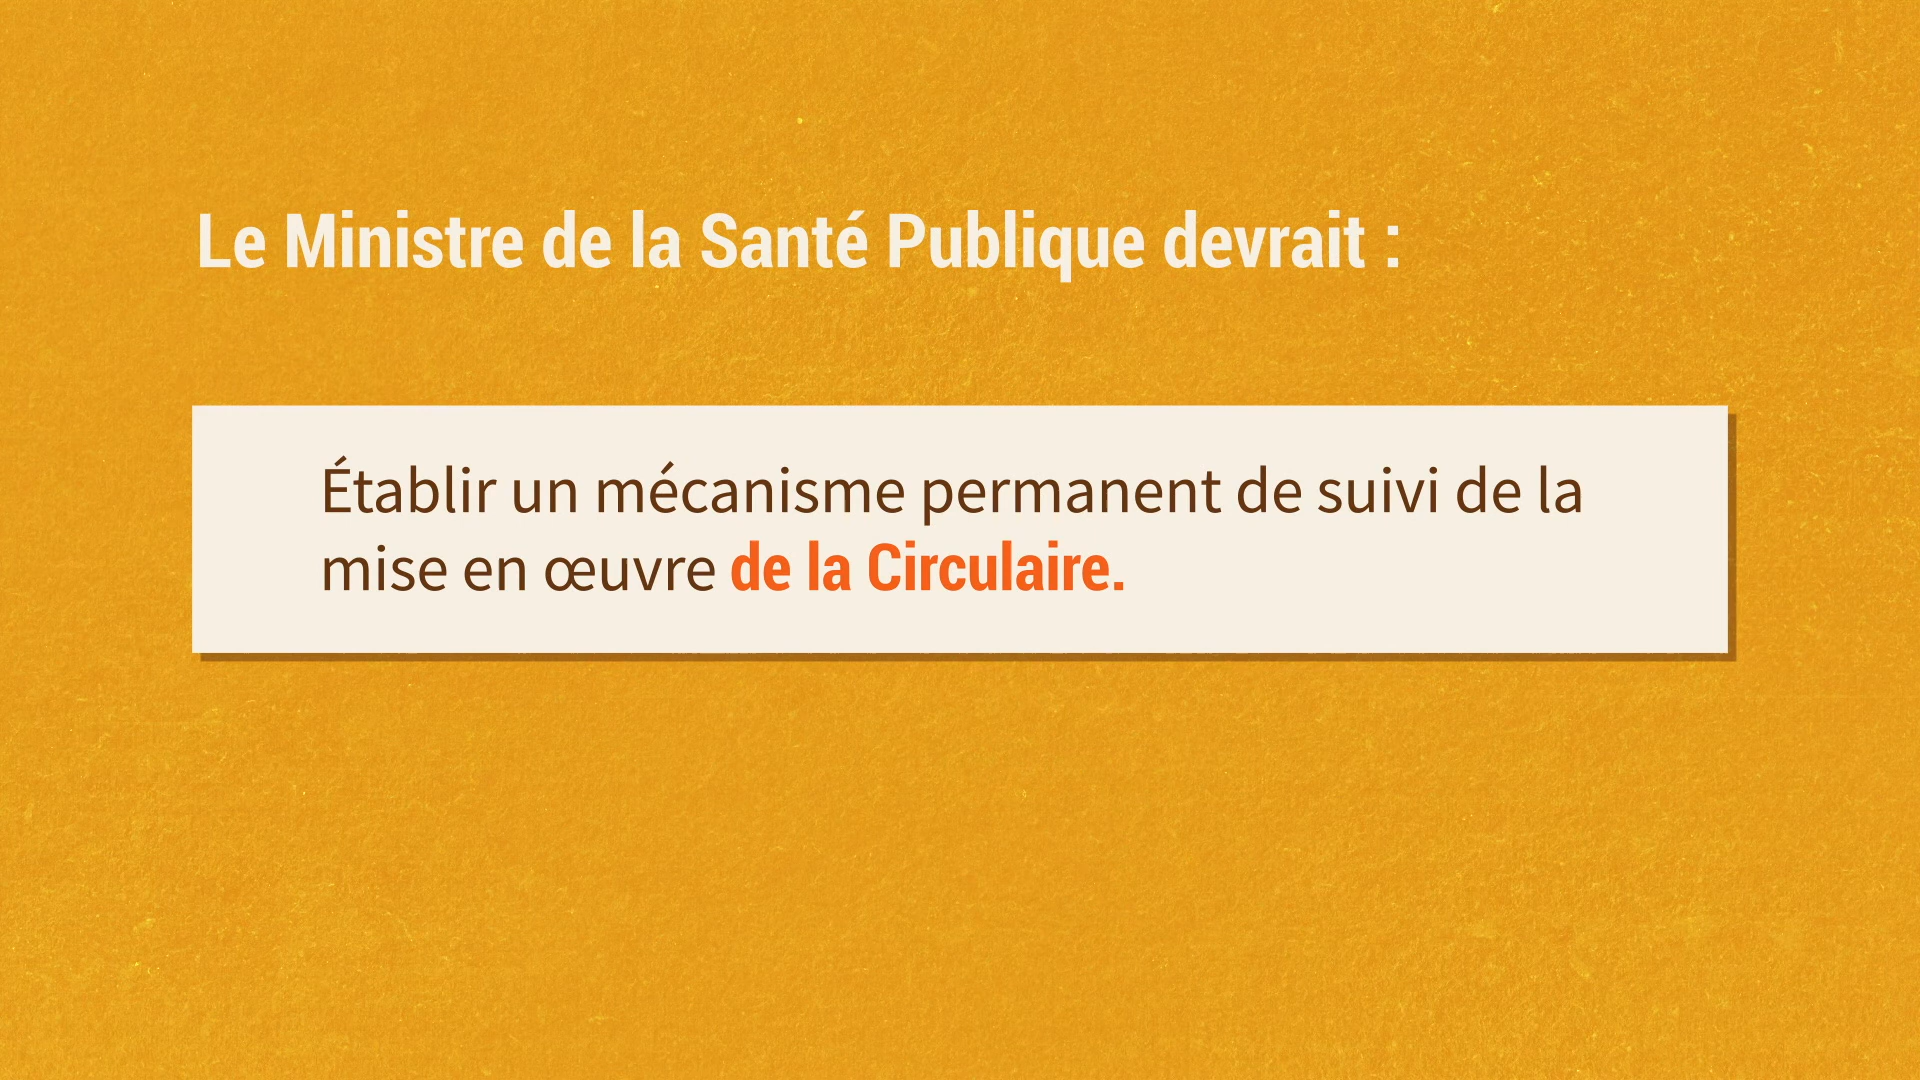 Le Ministre de la Santé Publique devrait :
Établir un mécanisme permanent de suivi de la
mise en œuvre de la Circulaire.